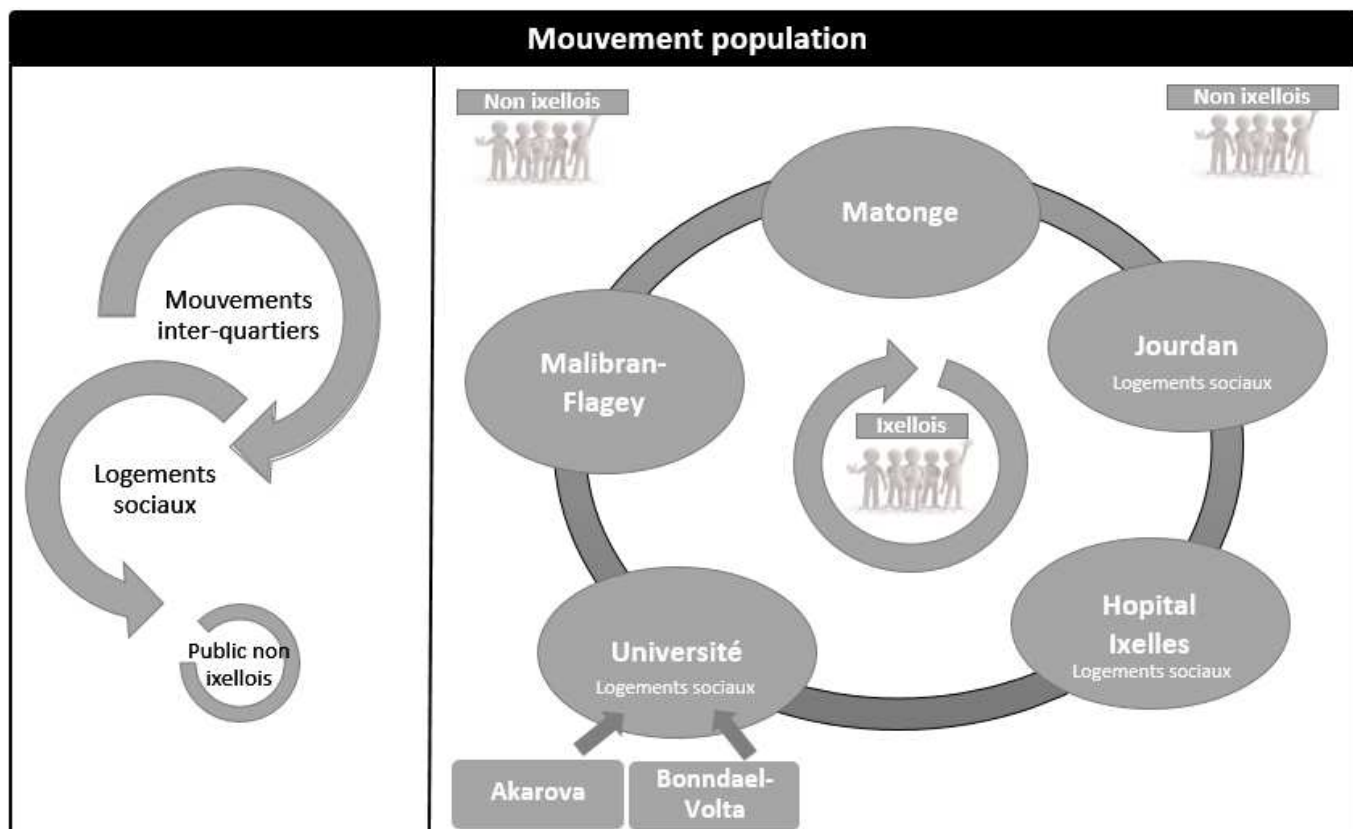 Mouvement population
Mouvements
inter-quartiers
Logements
sociaux
Public non
ixellois
Non ixellois
Non ixellois
Matonge
Malibran-
Flagey
Jourdan
Logements sociaux
Ixellois
Université
Logements sociaux
Hopital
Ixelles
Logements sociaux
Akarova
Bonndael-
Volta